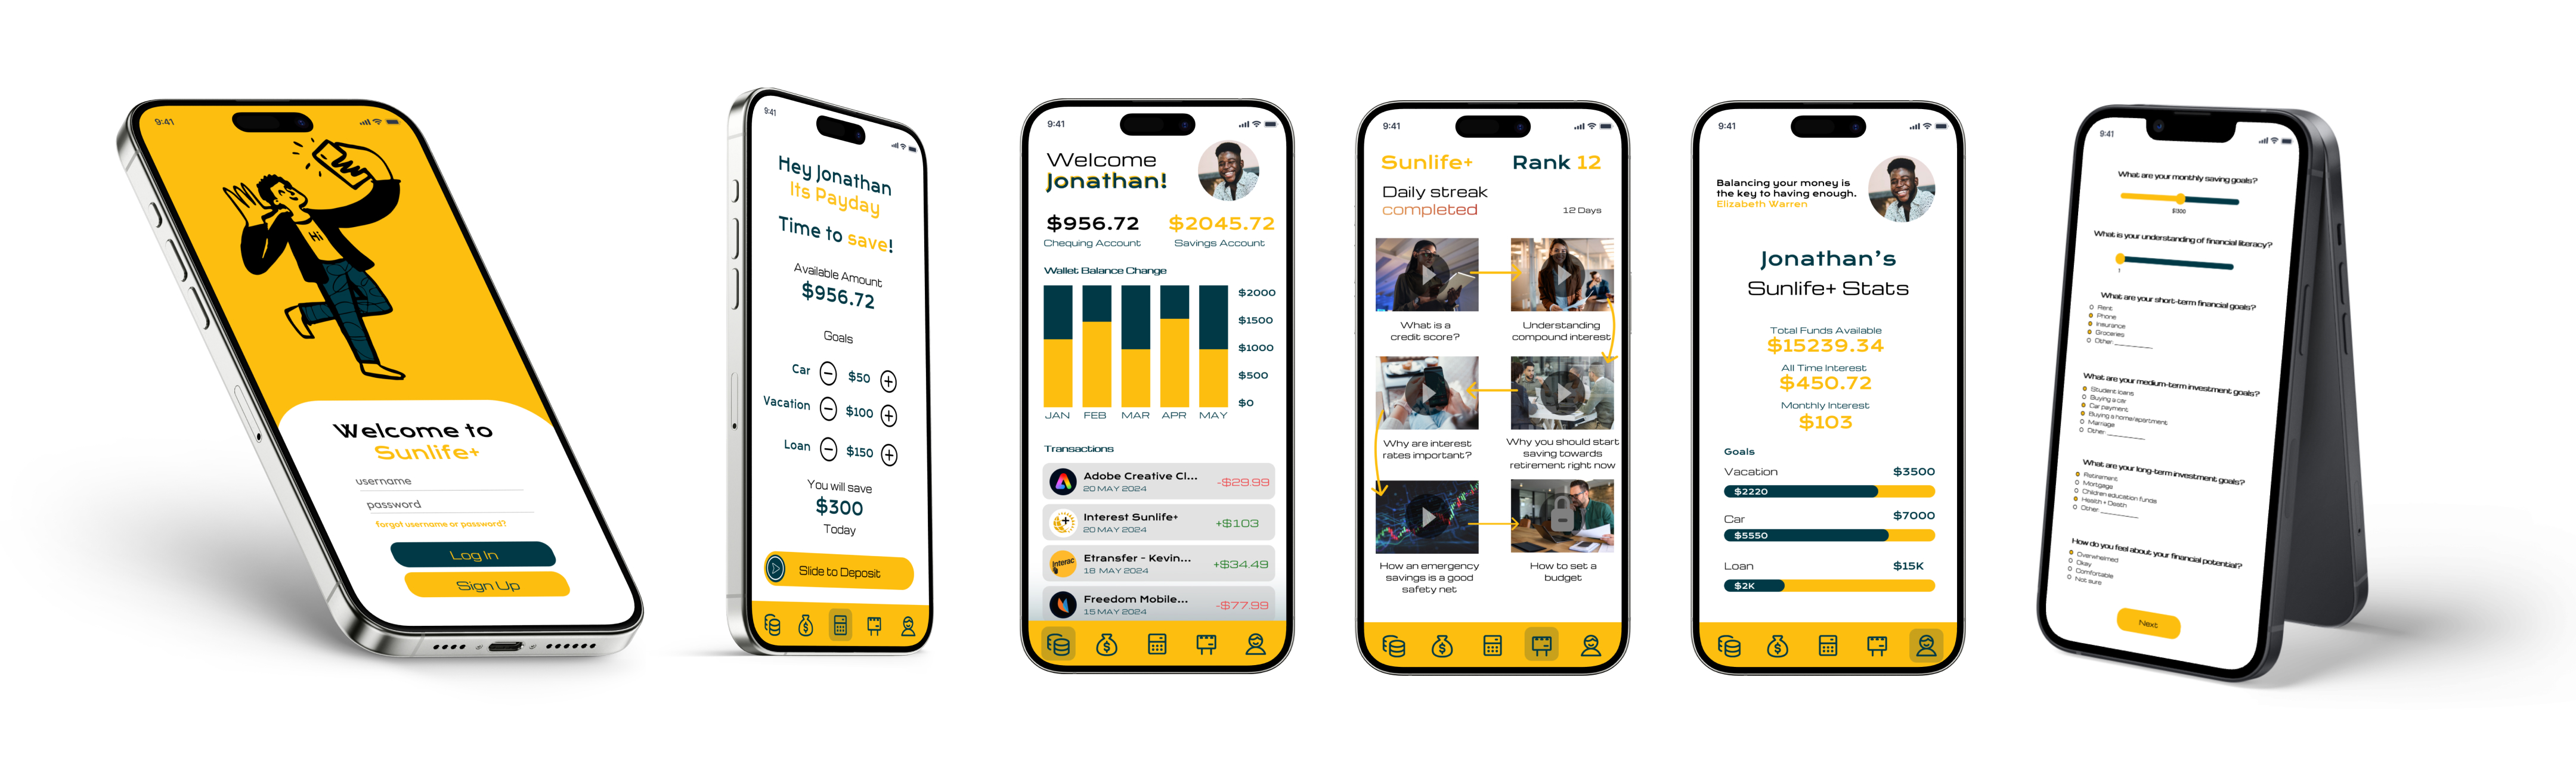 9:41
Hi
Welcome to
Sunlife+
username
password
forgot username or password?
Log In
Sign Up
9:41
Hey Jonathan
Its Payday
Time to save!
Available Amount
$956.72
Goals
Car $50
Vacation $100
Loan $150
You will save
$300
Today
Slide to Deposit
9:41
Welcome
Jonathan!
$956.72 $2045.72
Chequing Account Savings Account
Wallet Balance Change
$2000
$1500
$1000
$500
$0
JAN FEB MAR APR MAY
Transactions
Adobe Creative Cl... -$29.99
20 MAY 2024
Interest Sunlife+ +$103
20 MAY 2024
Interac
Etransfer - Kevin... +$34.49
18 MAY 2024
Freedom Mobile... -$77.99
15 MAY 2024
9:41
Sunlife+ Rank 12
Daily streak
completed 12 Days
What is a
credit score?
Understanding
compound interest
Why are interest
rates important?
Why you should start
saving towards
retirement right now
How an emergency
savings is a good
safety net
How to set a
budget
9:41
Balancing your money is
the key to having enough.
Elizabeth Warren
Jonathan's
Sunlife+ Stats
Total Funds Available
$15239.34
All Time Interest
$450.72
Monthly Interest
$103
Goals
Vacation $3500
$2220
Car $7000
$5550
Loan $15K
$2K
9:41
What are your monthly saving goals?
$1300
What is your understanding of financial literacy?
1
What are your short-term financial goals?
Rent
Phone
Insurance
Groceries
Other: ____________
What are your medium-term investment goals?
Student loans
Buying a car
Car payment
Buying a home/apartment
Marriage
Other ____________
What are your long-term investment goals?
Retirement
Mortgage
Children education funds
Health + Death
Other ____________
How do you feel about your financial potential?
Overwhelmed
Okay
Comfortable
Not sure
Next